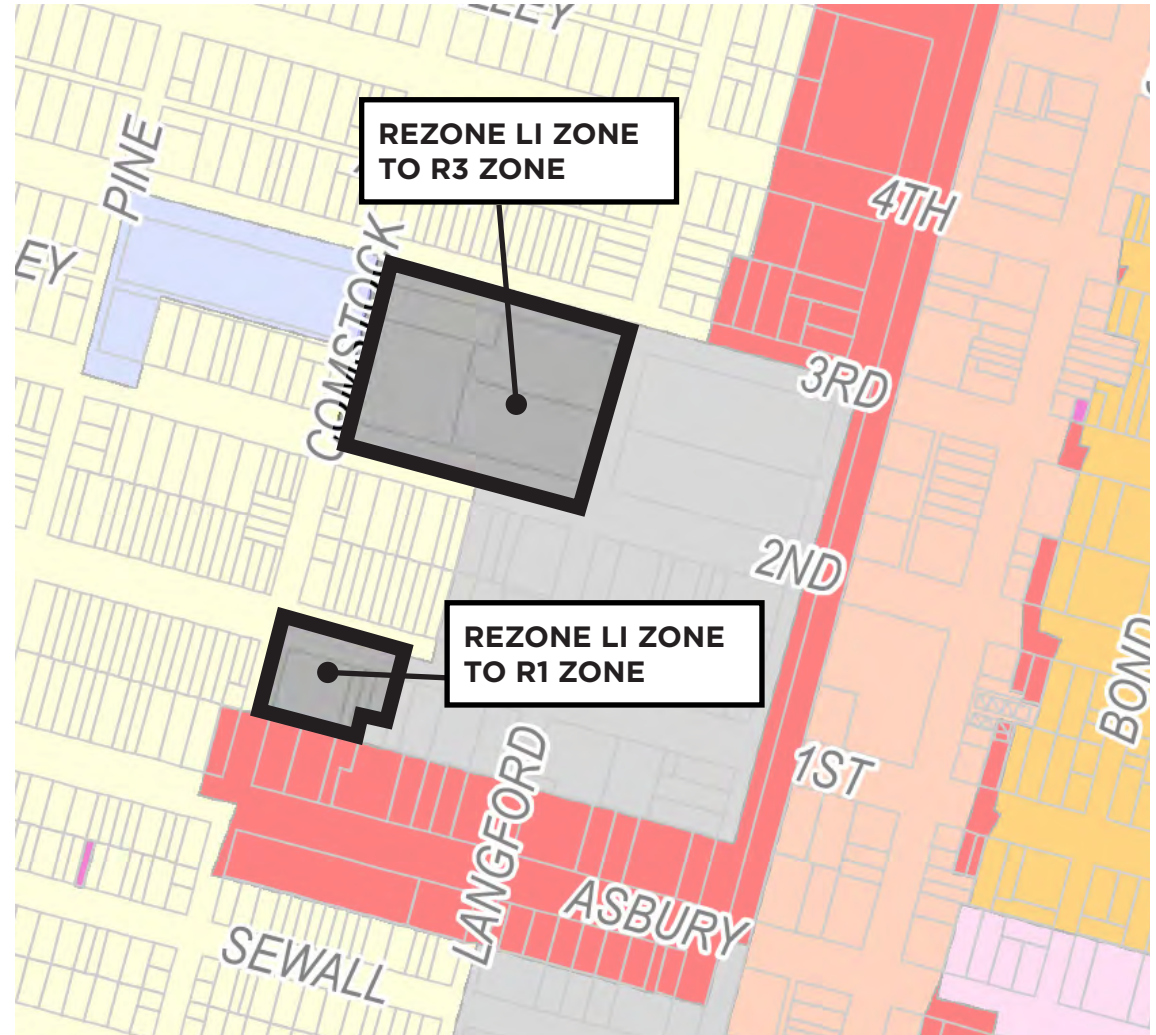 REZONE LI ZONE
TO R3 ZONE
PINE
4TH
COMSTOCK
3RD
2ND
REZONE LI ZONE
TO R1 ZONE
BOND
1ST
LANGFORD
ASBURY
SEWALL